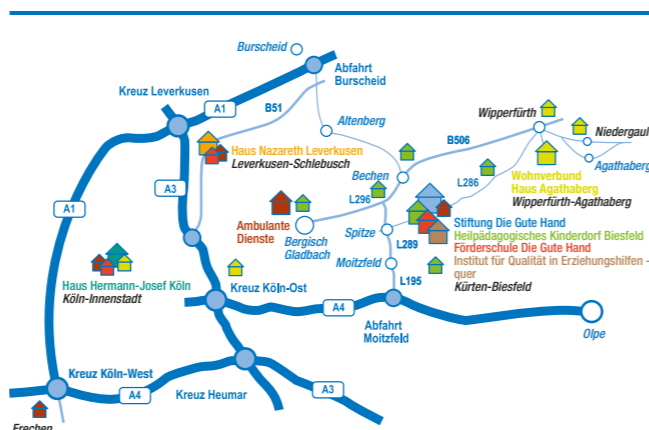 Burscheid
Abfahrt
Burscheid
Kreuz Leverkusen
A1
B51
Altenberg
Wipperfürth
Niedergaul
B506
Haus Nazareth Leverkusen
Leverkusen-Schlebusch
A3
Bechen
L286
Agathaberg
Wohnverbund
Haus Agathaberg
Wipperfürth-Agathaberg
L296
A1
Ambulante
Dienste
Bergisch
Gladbach
Spitze
L289
Stiftung Die Gute Hand
Heilpädagogisches Kinderdorf Biesfeld
Förderschule Die Gute Hand
Institut für Qualität in Erziehungshilfen -
quer
Kürten-Biesfeld
Moitzfeld
L195
Haus Hermann-Josef Köln
Köln-Innenstadt
Kreuz Köln-Ost
A4
Abfahrt
Moitzfeld
Olpe
Kreuz Köln-West
A4
Kreuz Heumar
A3
Frechen